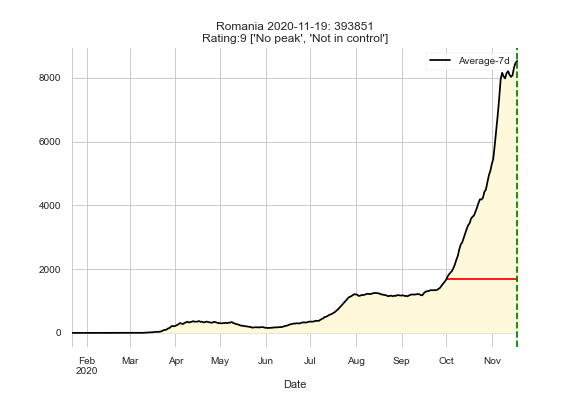 Romania 2020-11-19: 393851
Rating:9 ['No peak', 'Not in control']
Average-7d
8000
6000
4000
2000
0
Feb Mar Apr May Jun Jul Aug Sep Oct Nov
2020
Date